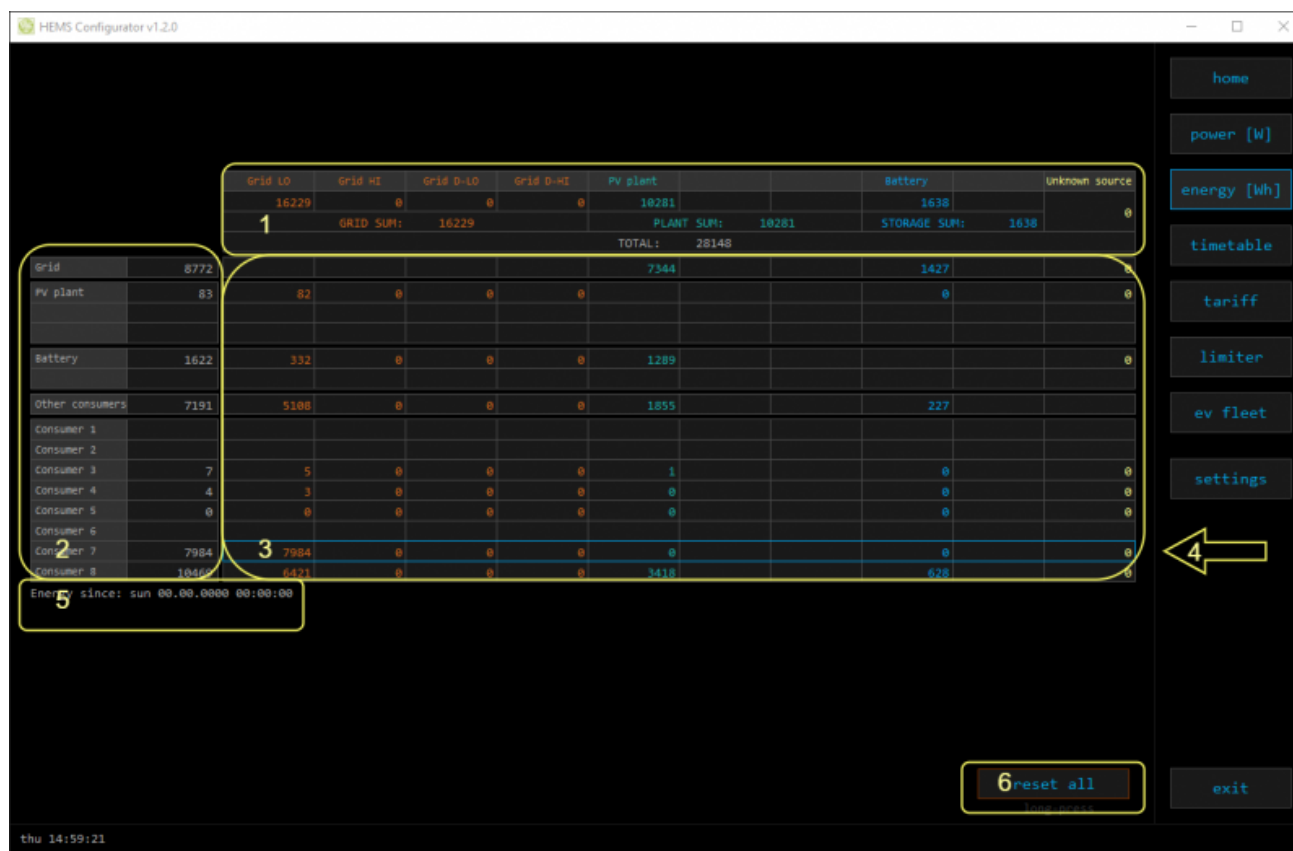 HEMS Configurator v1.2.0
home
power [W]
energy [Wh]
timetable
tariff
limiter
ev fleet
settings
exit
Grid LO Grid HI Grid D-LO Grid D-HI PV plant Battery Unknown source
16229 0 0 0 10281 1638 0
1 GRID SUM: 16229 PLANT SUM: 10281 STORAGE SUM: 1638
TOTAL: 28148
Grid 8772 7344 1427 0
PV plant 83 82 0 0 0 0 0
Battery 1622 332 0 0 0 1289 0
Other consumers 7191 5108 0 0 0 1855 227
Consumer 1
Consumer 2
Consumer 3 7 5 0 0 0 1 0 0
Consumer 4 4 3 0 0 0 0 0 0
Consumer 5 0 0 0 0 0 0 0 0
Consumer 6
Consumer 7 7984 7984 0 0 0 0 0 0
2 3 4
Consumer 8 10468 6421 0 0 0 3418 628 0
Energy since: sun 00.00.0000 00:00:00
5
6 reset all
long-press
thu 14:59:21